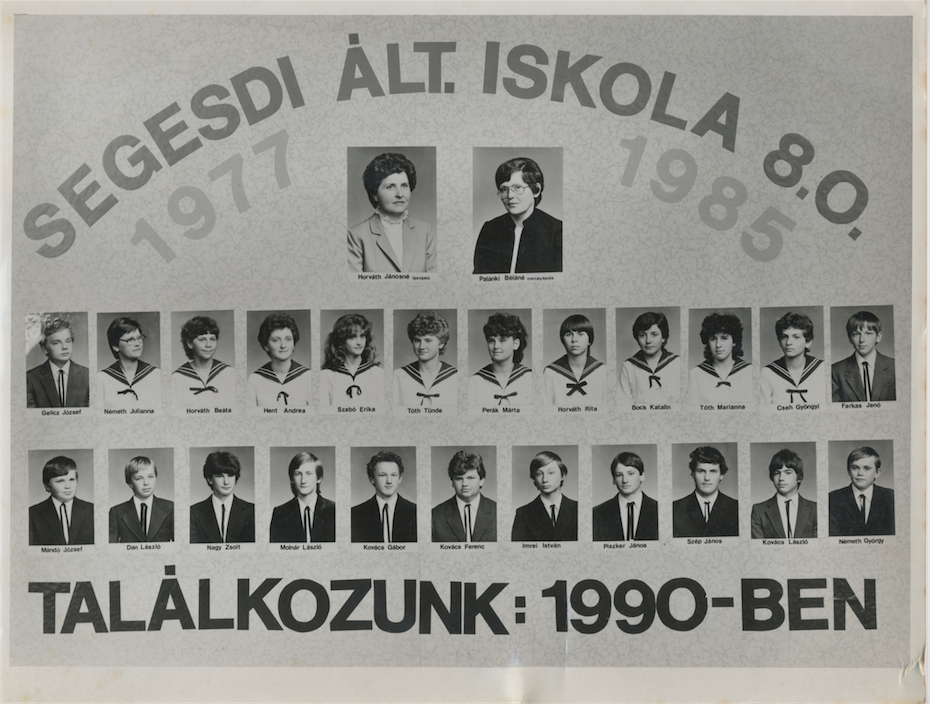 SEGESDI ÁLT. ISKOLA 8.O.
1977 1985
Horváth Jánosné
Palánki Béláné
Gelicz József Németh Julianna Horváth Beáta Hent Andrea Szabó Erika Tóth Tünde Perák Márta Horváth Rita Bock Katalin Tóth Marianna Cseh Gyöngyi Farkas Jenő
Mándó József Dan László Nagy Zsolt Molnár László Kovács Gábor Kovács Ferenc Imrei István Piszker János Szép János Kovács László Németh György
TALÁLKOZUNK: 1990-BEN